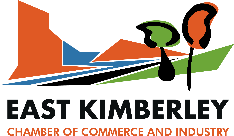 EAST KIMBERLEY
CHAMBER OF COMMERCE AND INDUSTRY